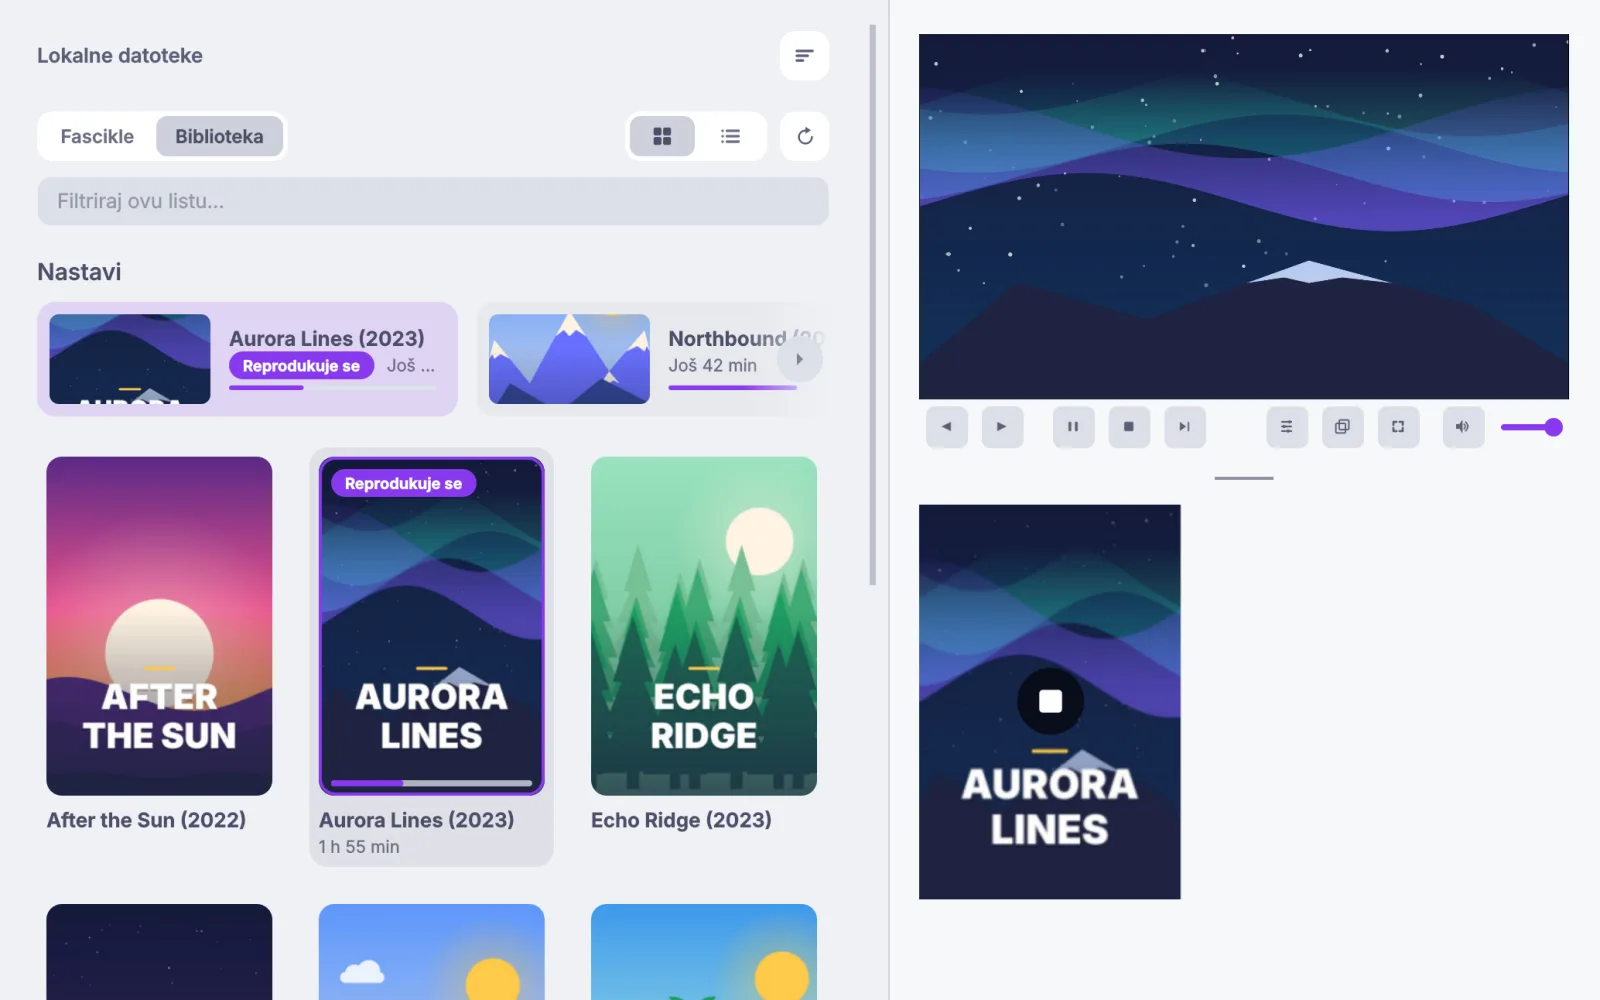 Lokalne datoteke
Fascikle
Biblioteka
Filtriraj ovu listu...
Nastavi
Aurora Lines (2023)
Reprodukuje se
Još ...
Northbound
Još 42 min
Reprodukuje se
AFTER
THE SUN
AURORA
LINES
ECHO
RIDGE
After the Sun (2022)
Aurora Lines (2023)
1 h 55 min
Echo Ridge (2023)
AURORA
LINES